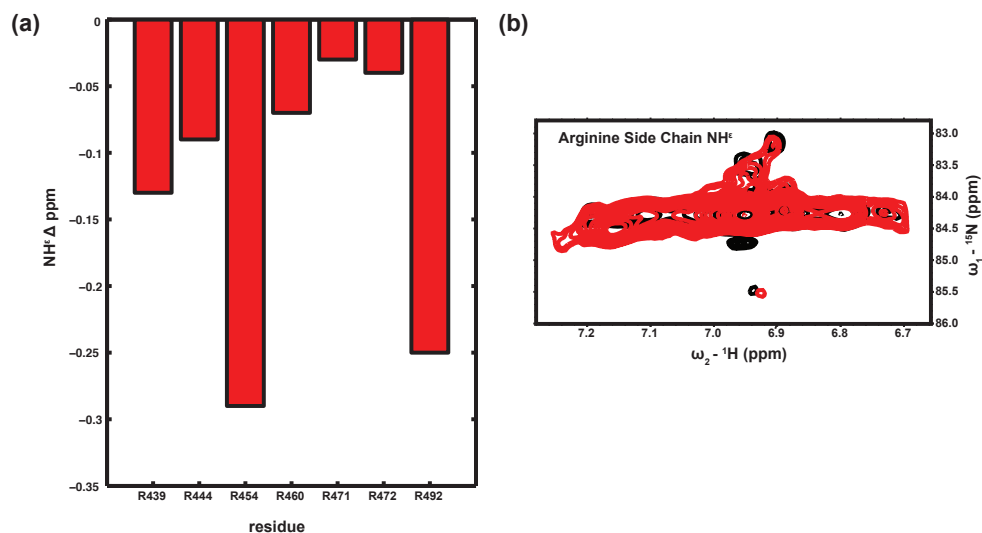 (a)
0
−0.05
−0.1
−0.15
−0.2
−0.25
−0.3
−0.35
NHᵋ Δ ppm
R439 R444 R454 R460 R471 R472 R492
residue
(b)
Arginine Side Chain NHᵋ
83.0
83.5
84.0
84.5
85.0
85.5
86.0
ω₁ - ¹⁵N (ppm)
7.2 7.1 7.0 6.9 6.8 6.7
ω₂ - ¹H (ppm)